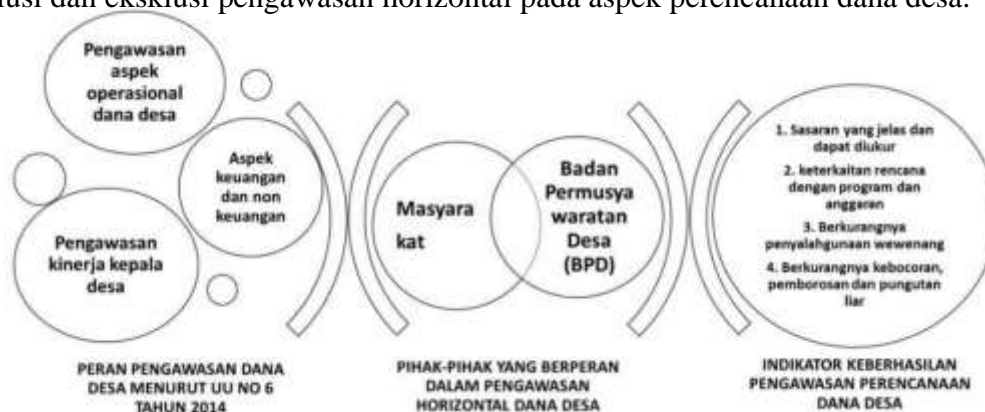 usi dan eksklusi pengawasan horizontal pada aspek perencanaan dana desa.
Pengawasan
aspek
operasional
dana desa
Aspek
keuangan
dan non
keuangan
Pengawasan
kinerja kepala
desa
PERAN PENGAWASAN DANA
DESA MENURUT UU NO 6
TAHUN 2014
Masyara
kat
Badan
Permusya
waratan
Desa
(BPD)
PIHAK-PIHAK YANG BERPERAN
DALAM PENGAWASAN
HORIZONTAL DANA DESA
1. Sasaran yang jelas dan
dapat diukur
2. keterkaitan rencana
dengan program dan
anggaran
3. Berkurangnya
penyalahgunaan wewenang
4. Berkurangnya kebocoran,
pemborosan dan pungutan
liar
INDIKATOR KEBERHASILAN
PENGAWASAN PERENCANAAN
DANA DESA